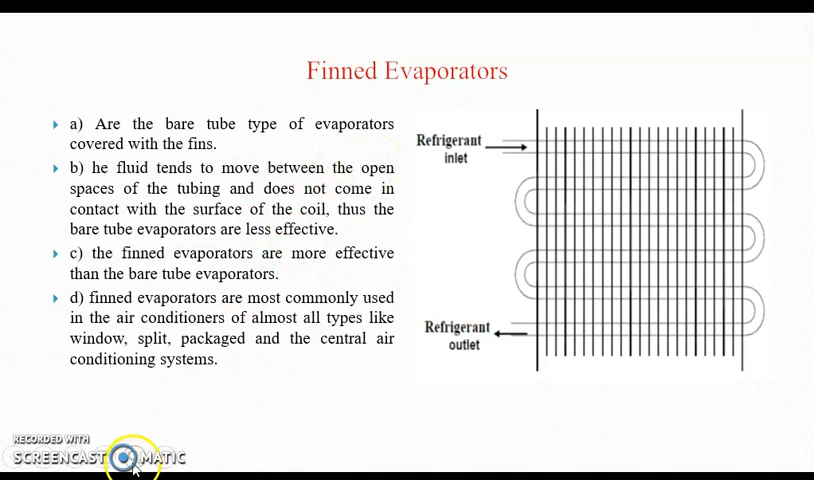 Finned Evaporators
a) Are the bare tube type of evaporators
covered with the fins.
b) he fluid tends to move between the open
spaces of the tubing and does not come in
contact with the surface of the coil, thus the
bare tube evaporators are less effective.
c) the finned evaporators are more effective
than the bare tube evaporators.
d) finned evaporators are most commonly used
in the air conditioners of almost all types like
window, split, packaged and the central air
conditioning systems.
Refrigerant
inlet
Refrigerant
outlet
RECORDED WITH
SCREENCAST MATIC